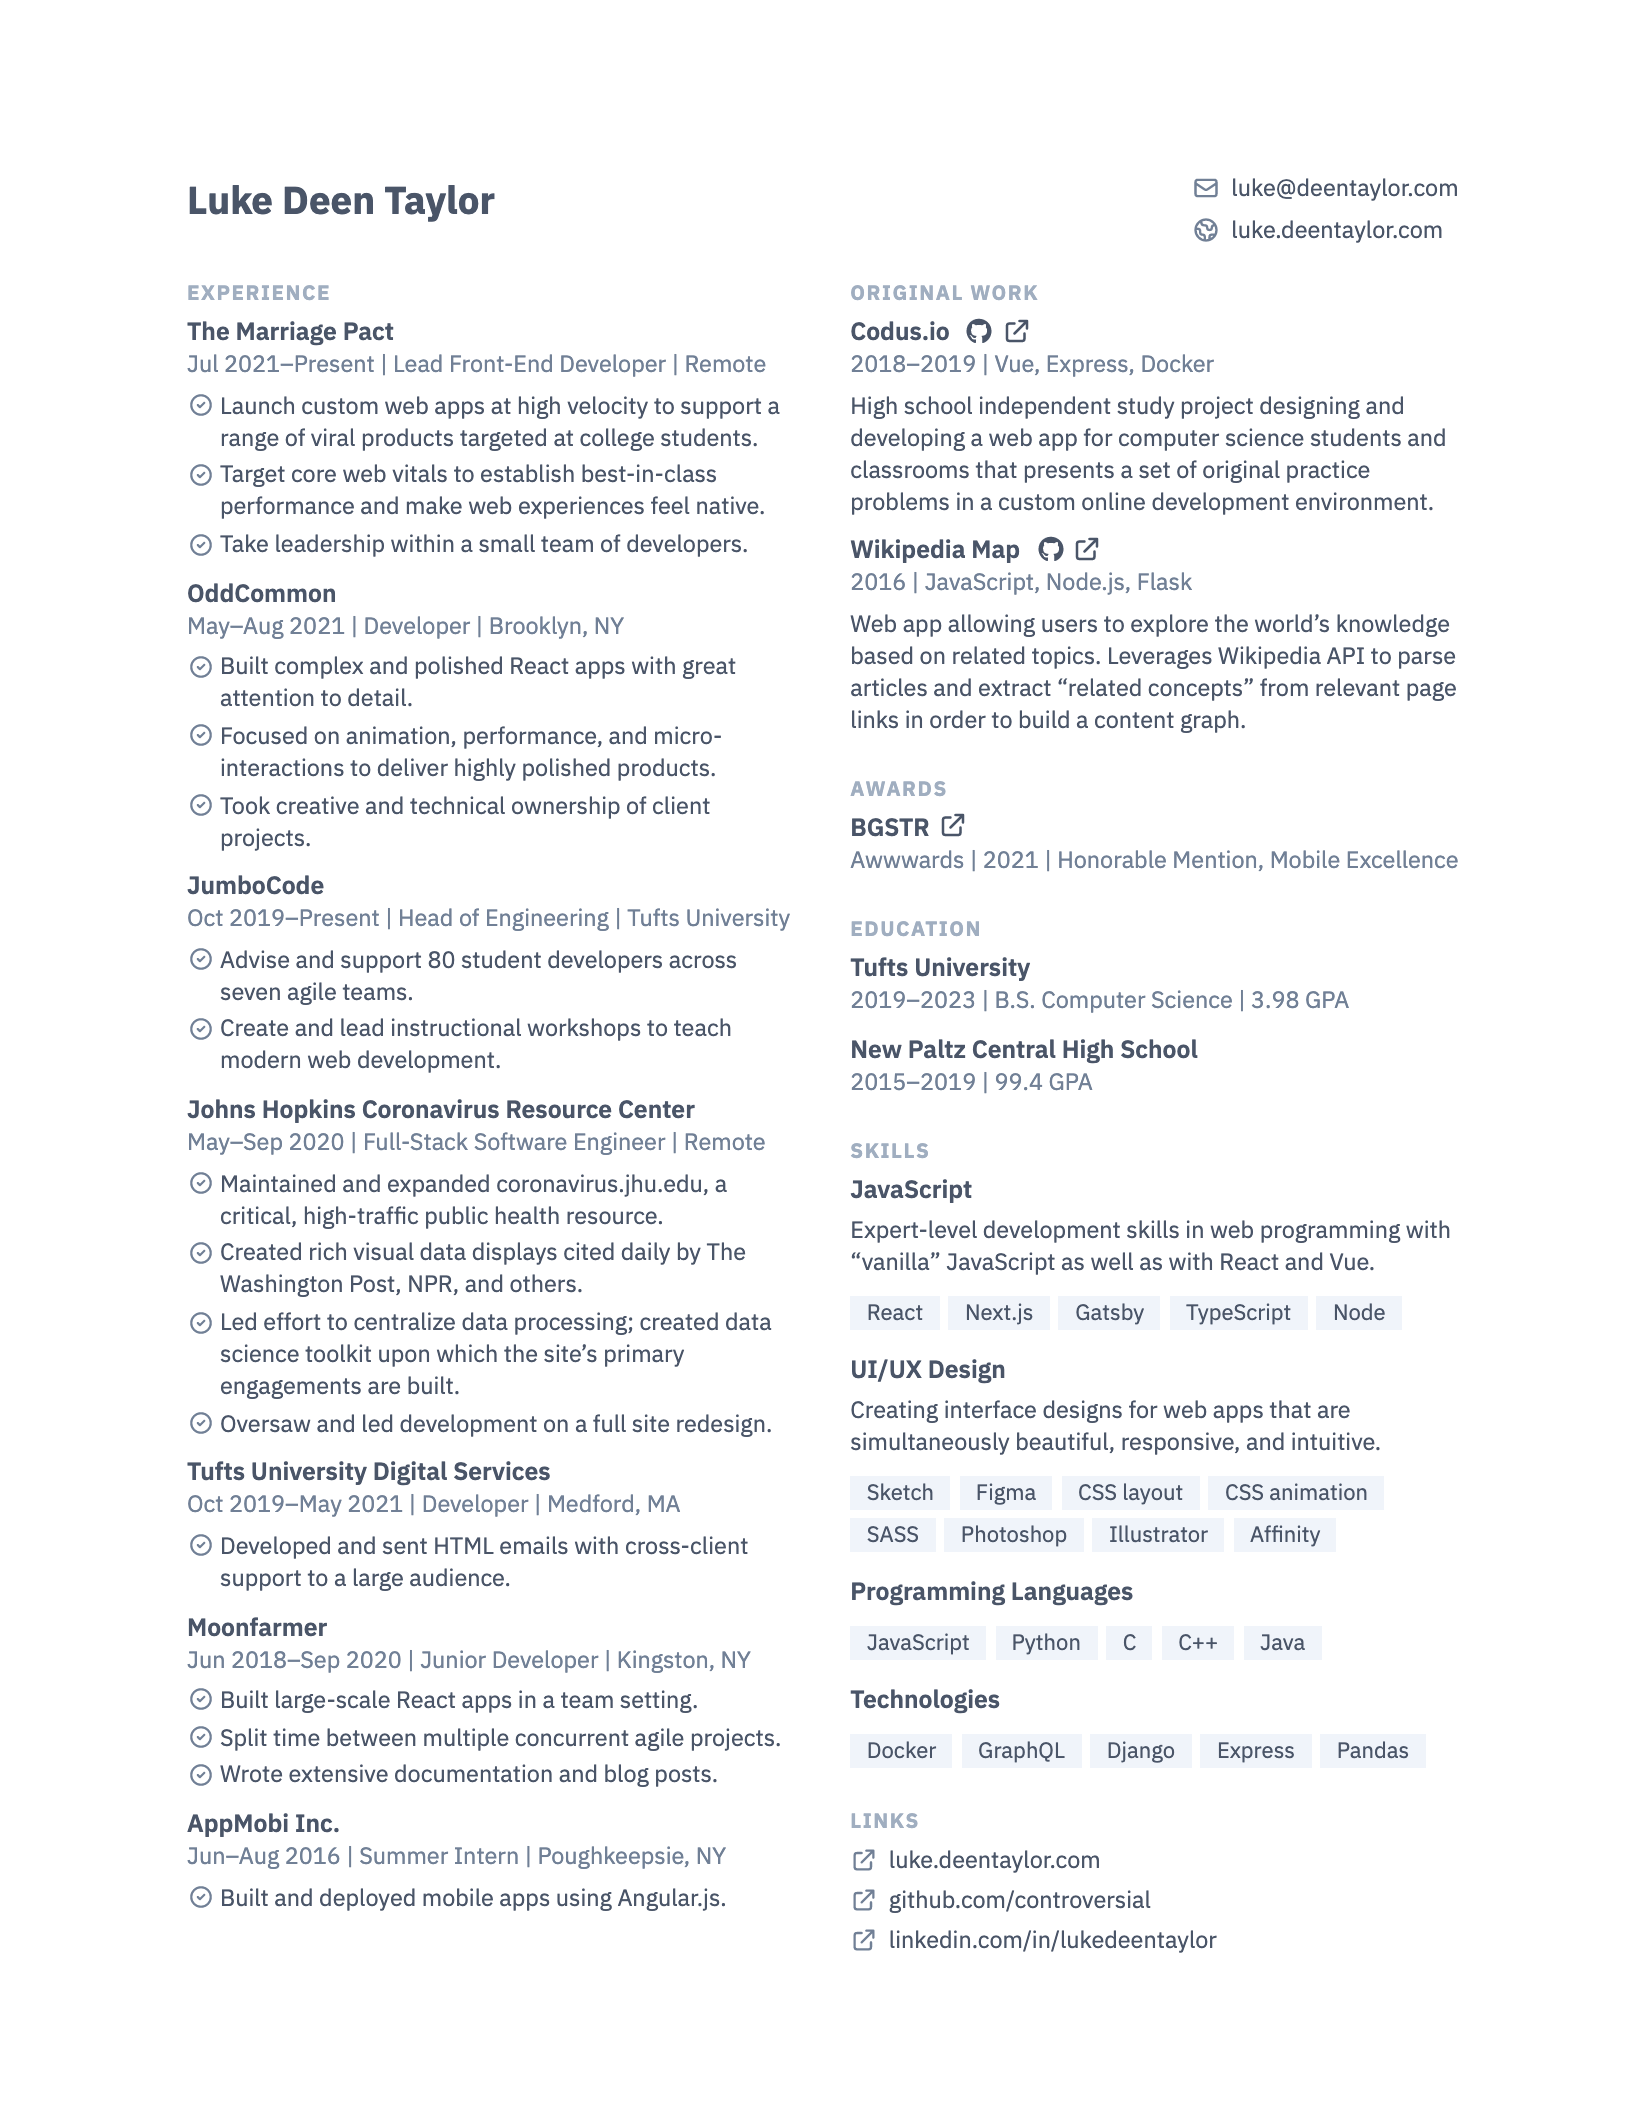 Luke Deen Taylor
luke@deentaylor.com
luke.deentaylor.com
EXPERIENCE
The Marriage Pact
Jul 2021–Present | Lead Front-End Developer | Remote
Launch custom web apps at high velocity to support a
range of viral products targeted at college students.
Target core web vitals to establish best-in-class
performance and make web experiences feel native.
Take leadership within a small team of developers.
OddCommon
May–Aug 2021 | Developer | Brooklyn, NY
Built complex and polished React apps with great
attention to detail.
Focused on animation, performance, and micro-
interactions to deliver highly polished products.
Took creative and technical ownership of client
projects.
JumboCode
Oct 2019–Present | Head of Engineering | Tufts University
Advise and support 80 student developers across
seven agile teams.
Create and lead instructional workshops to teach
modern web development.
Johns Hopkins Coronavirus Resource Center
May–Sep 2020 | Full-Stack Software Engineer | Remote
Maintained and expanded coronavirus.jhu.edu, a
critical, high-traffic public health resource.
Created rich visual data displays cited daily by The
Washington Post, NPR, and others.
Led effort to centralize data processing; created data
science toolkit upon which the site’s primary
engagements are built.
Oversaw and led development on a full site redesign.
Tufts University Digital Services
Oct 2019–May 2021 | Developer | Medford, MA
Developed and sent HTML emails with cross-client
support to a large audience.
Moonfarmer
Jun 2018–Sep 2020 | Junior Developer | Kingston, NY
Built large-scale React apps in a team setting.
Split time between multiple concurrent agile projects.
Wrote extensive documentation and blog posts.
AppMobi Inc.
Jun–Aug 2016 | Summer Intern | Poughkeepsie, NY
Built and deployed mobile apps using Angular.js.
ORIGINAL WORK
Codus.io
2018–2019 | Vue, Express, Docker
High school independent study project designing and
developing a web app for computer science students and
classrooms that presents a set of original practice
problems in a custom online development environment.
Wikipedia Map
2016 | JavaScript, Node.js, Flask
Web app allowing users to explore the world’s knowledge
based on related topics. Leverages Wikipedia API to parse
articles and extract “related concepts” from relevant page
links in order to build a content graph.
AWARDS
BGSTR
Awwwards | 2021 | Honorable Mention, Mobile Excellence
EDUCATION
Tufts University
2019–2023 | B.S. Computer Science | 3.98 GPA
New Paltz Central High School
2015–2019 | 99.4 GPA
SKILLS
JavaScript
Expert-level development skills in web programming with
“vanilla” JavaScript as well as with React and Vue.
React Next.js Gatsby TypeScript Node
UI/UX Design
Creating interface designs for web apps that are
simultaneously beautiful, responsive, and intuitive.
Sketch Figma CSS layout CSS animation
SASS Photoshop Illustrator Affinity
Programming Languages
JavaScript Python C C++ Java
Technologies
Docker GraphQL Django Express Pandas
LINKS
luke.deentaylor.com
github.com/controversial
linkedin.com/in/lukedeentaylor